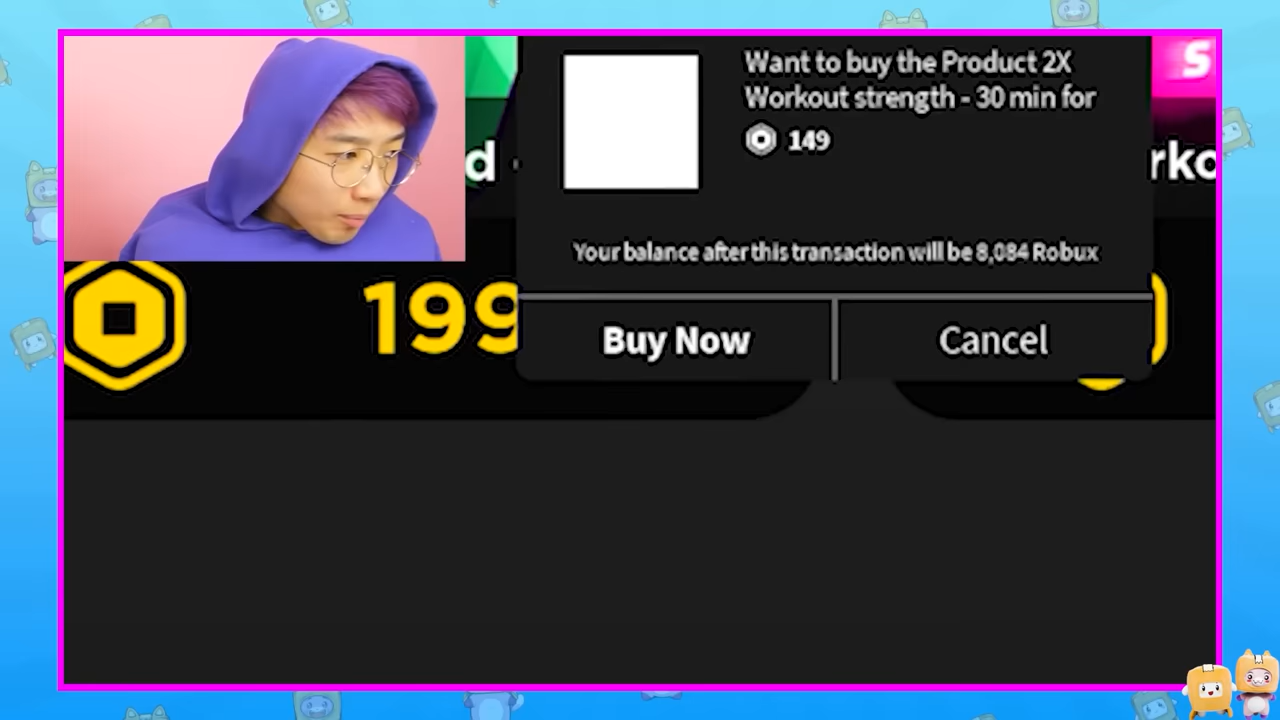 Want to buy the Product 2X
Workout strength - 30 min for
149
S
d
rko
Your balance after this transaction will be 8,084 Robux
199
Buy Now
Cancel